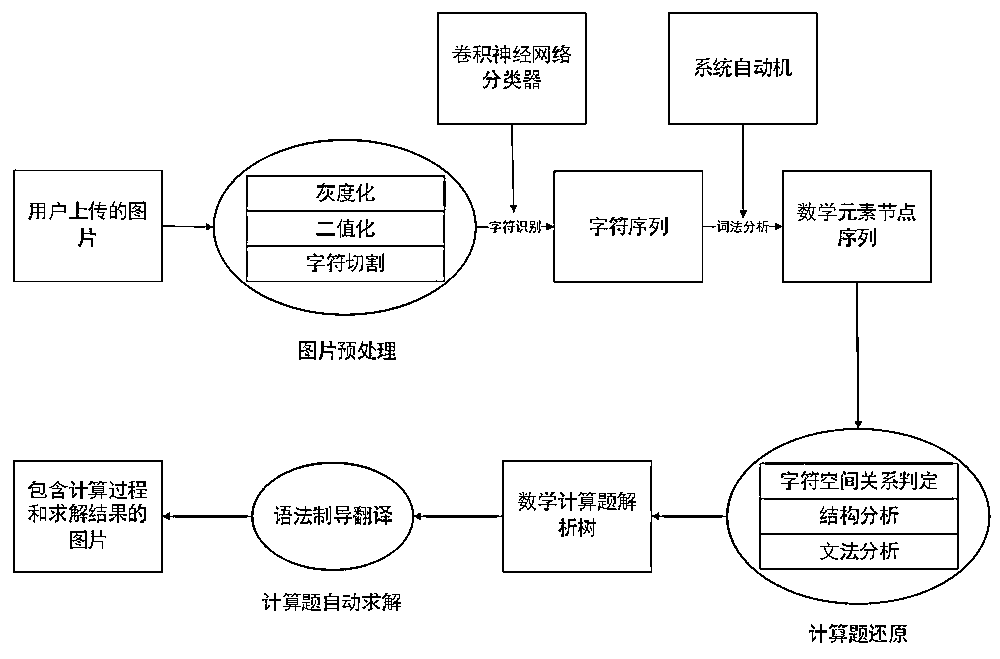 卷积神经网络
分类器
系统自动机
用户上传的图
片
灰度化
二值化
字符切割
字符识别
字符序列
词法分析
数学元素节点
序列
图片预处理
包含计算过程
和求解结果的
图片
语法制导翻译
数学计算题解
析树
字符空间关系判定
结构分析
文法分析
计算题自动求解
计算题还原